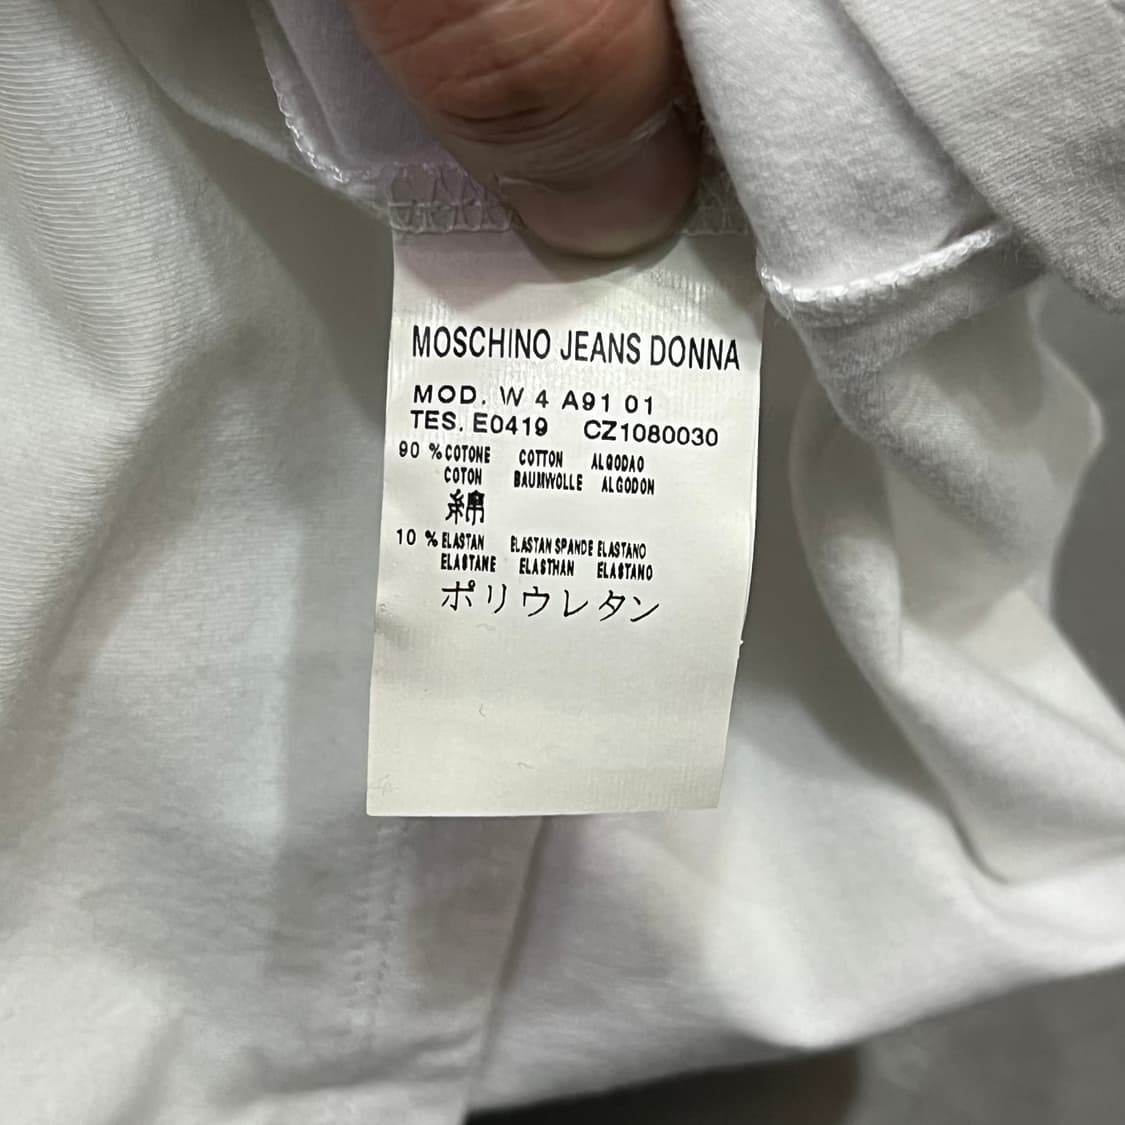 MOSCHINO JEANS DONNA
MOD. W 4 A91 01
TES. E0419 CZ1080030
90 % COTONE COTTON ALGODAO
COTON BAUMWOLLE ALGODON
綿
10 % ELASTAN ELASTAN SPANDE ELASTANO
ELASTANE ELASTHAN ELASTANO
ポリウレタン